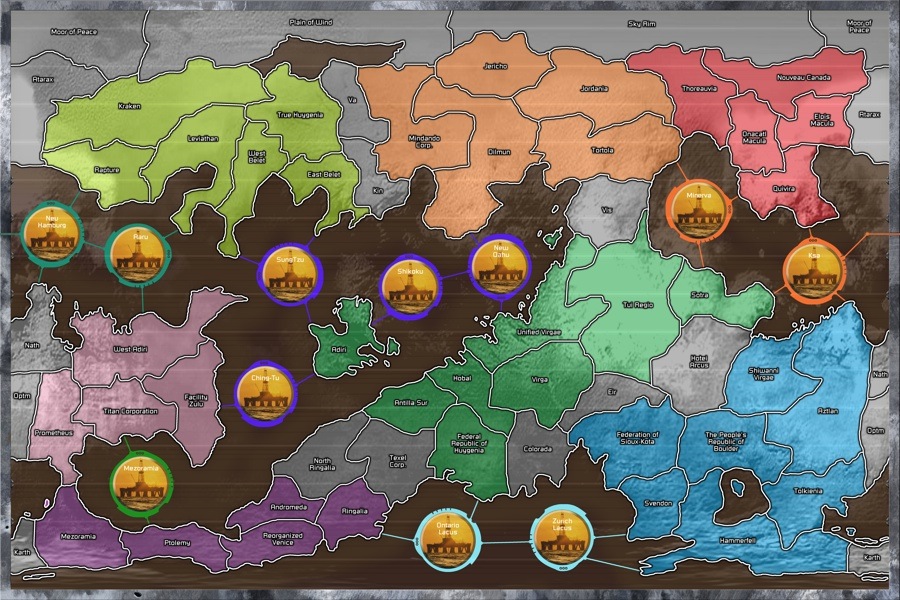 Plain of Wind
Sky Rim
Moor of Peace
Moor of
Peace
Jericho
Atarax
Nouveau Canada
Kraken
Va
Jordania
Thoreauvia
True Huygenia
Elpis
Macula
Atarax
Leviathan
Mindando
Corp.
Dilmun
Tortola
Dnacatl
Macula
West
Belet
Rapture
East Belet
Kin
Quivira
Neu
Hamburg
Vis
Minerva
Raru
SungTzu
Shikoku
New
Oahu
Ksa
Tui Regio
Sotra
Nath
West Adiri
Adiri
Unified Virgae
Hotel
Arcus
Shiwanni
Virgae
Nath
Optm
Titan Corporation
Facility
Zulu
Ching-Tu
Hobal
Virga
Eir
Antilla Sur
Aztlan
Prometheus
Federal
Republic of
Huygenia
Colorado
Federation of
Sioux-Kota
The People's
Republic of
Boulder
Optm
Mezoramia
North
Ringalia
Texel
Corp.
Andromeda
Ringalia
Svendon
Tolkienia
Mezoramia
Ptolemy
Reorganized
Venice
Ontario
Lacus
Zurich
Lacus
Hammerfell
Karth
Karth